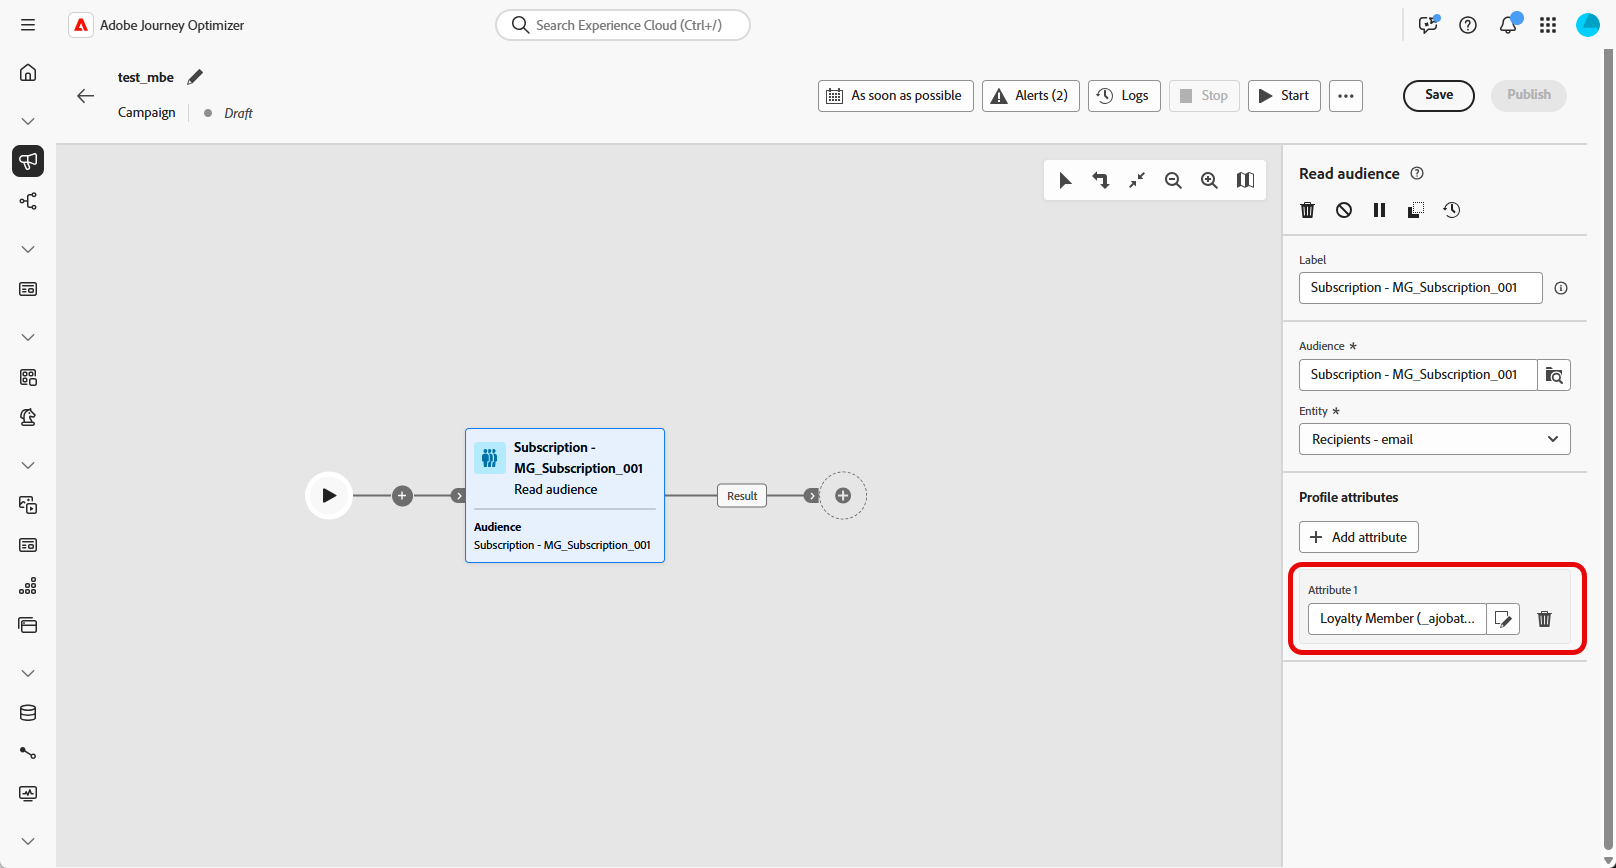 Adobe Journey Optimizer
Search Experience Cloud (Ctrl+/)
test_mbe
Campaign
Draft
As soon as possible
Alerts (2)
Logs
Stop
Start
Save
Publish
Read audience
Label
Subscription - MG_Subscription_001
Audience *
Subscription - MG_Subscription_001
Entity *
Recipients - email
Profile attributes
Add attribute
Attribute 1
Loyalty Member (_ajobat...
Subscription -
MG_Subscription_001
Read audience
Audience
Subscription - MG_Subscription_001
Result